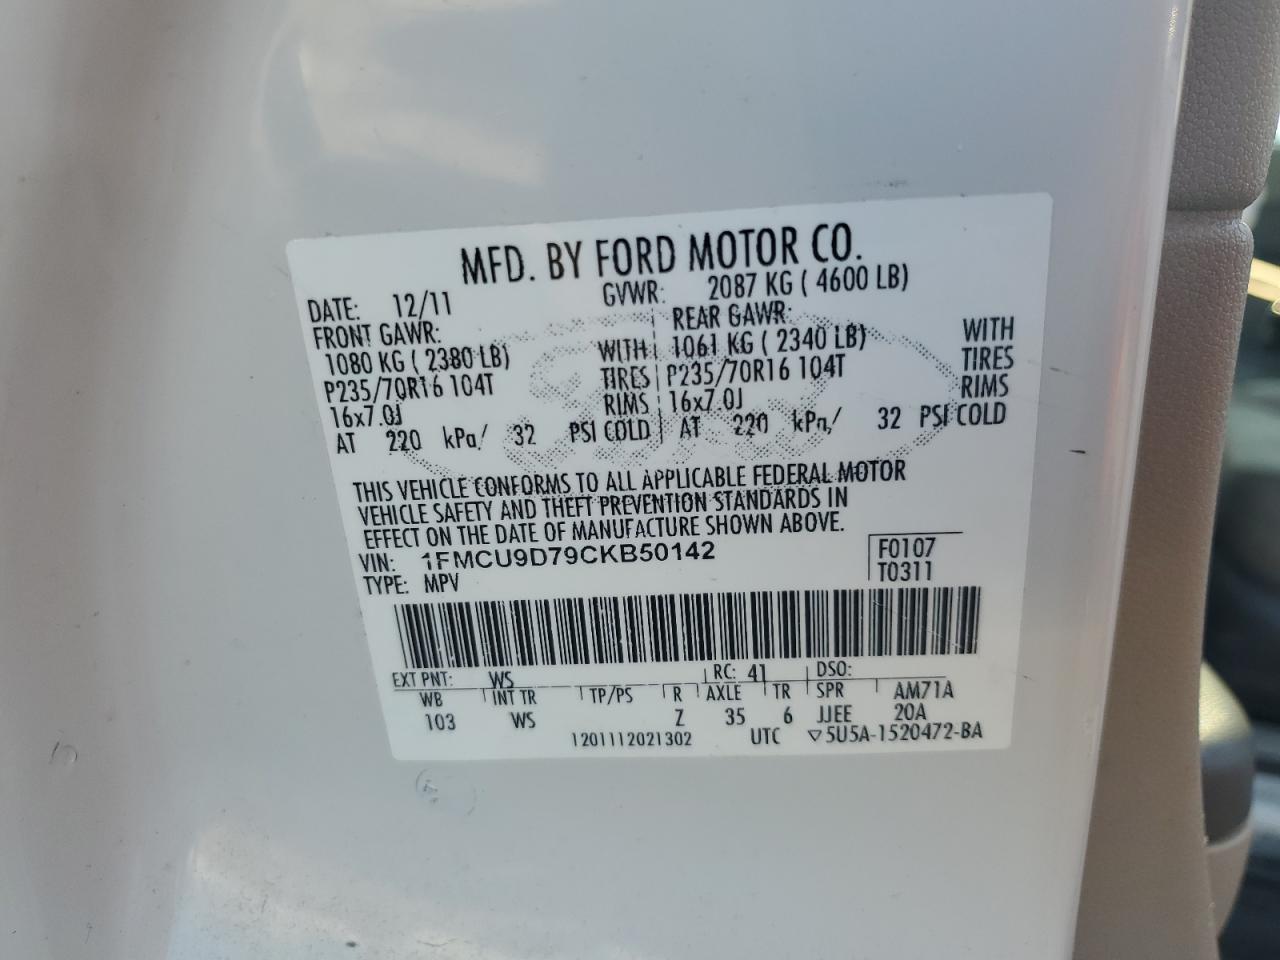 MFD. BY FORD MOTOR CO.
DATE: 12/11 GVWR: 2087 KG ( 4600 LB)
FRONT GAWR: REAR GAWR:
1080 KG ( 2380 LB) WITH 1061 KG ( 2340 LB) WITH
P235/70R16 104T TIRES P235/70R16 104T TIRES
16x7.0J RIMS 16x7.0J RIMS
AT 220 kPa/ 32 PSI COLD AT 220 kPa/ 32 PSI COLD
THIS VEHICLE CONFORMS TO ALL APPLICABLE FEDERAL MOTOR
VEHICLE SAFETY AND THEFT PREVENTION STANDARDS IN
EFFECT ON THE DATE OF MANUFACTURE SHOWN ABOVE.
VIN: 1FMCU9D79CKB50142 F0107
TYPE: MPV T0311
EXT PNT: WS RC: 41 DSO:
WB INT TR TP/PS R AXLE TR SPR AM71A
103 WS Z 35 6 JJEE 20A
1201112021302 UTC ▽5U5A-1520472-BA